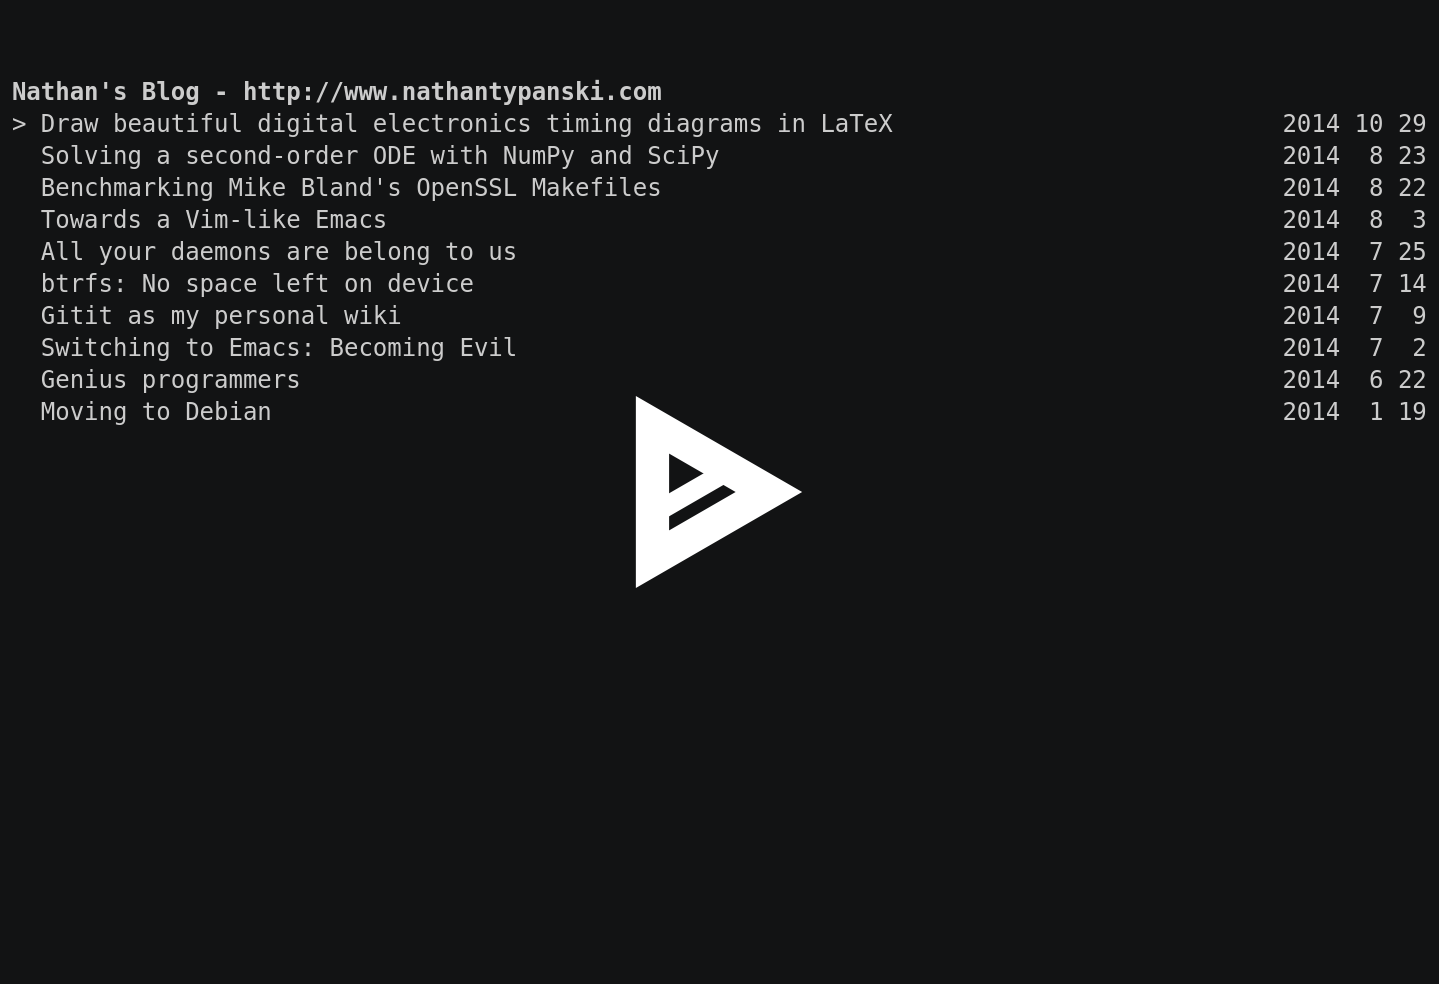 Nathan's Blog - http://www.nathantypanski.com
> Draw beautiful digital electronics timing diagrams in LaTeX 2014 10 29
Solving a second-order ODE with NumPy and SciPy 2014 8 23
Benchmarking Mike Bland's OpenSSL Makefiles 2014 8 22
Towards a Vim-like Emacs 2014 8 3
All your daemons are belong to us 2014 7 25
btrfs: No space left on device 2014 7 14
Gitit as my personal wiki 2014 7 9
Switching to Emacs: Becoming Evil 2014 7 2
Genius programmers 2014 6 22
Moving to Debian 2014 1 19